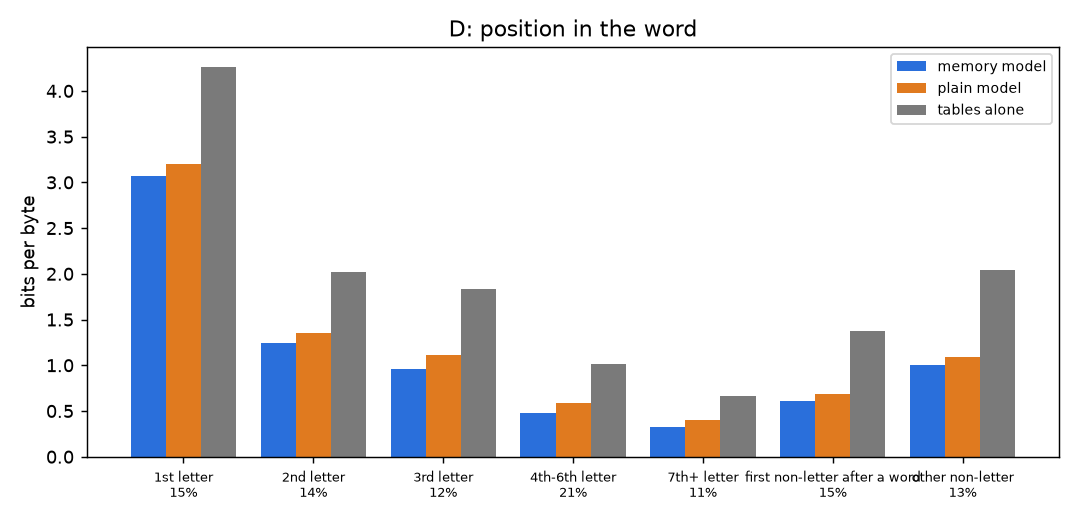 D: position in the word
memory model
plain model
tables alone
bits per byte
4.0
3.5
3.0
2.5
2.0
1.5
1.0
0.5
0.0
1st letter
15%
2nd letter
14%
3rd letter
12%
4th-6th letter
21%
7th+ letter
11%
first non-letter after a word
15%
other non-letter
13%